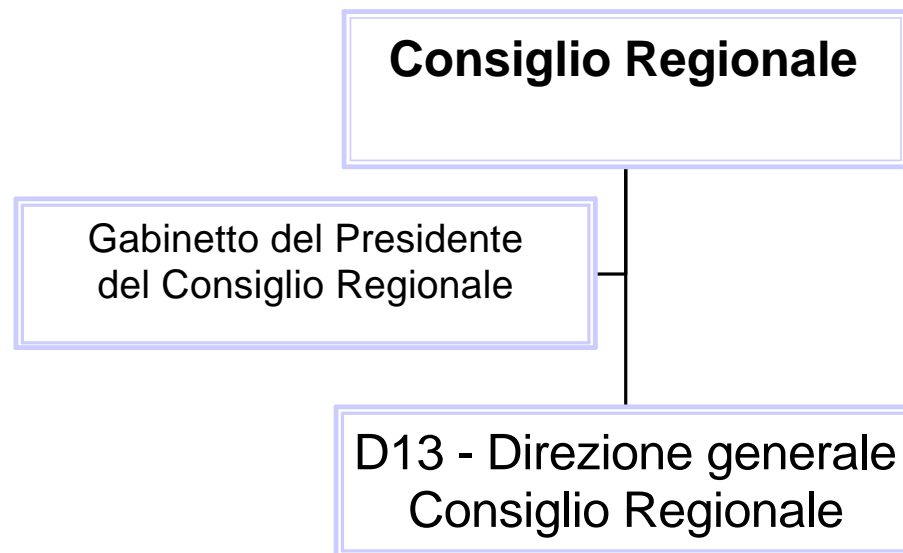 Consiglio Regionale
Gabinetto del Presidente
del Consiglio Regionale
D13 - Direzione generale
Consiglio Regionale